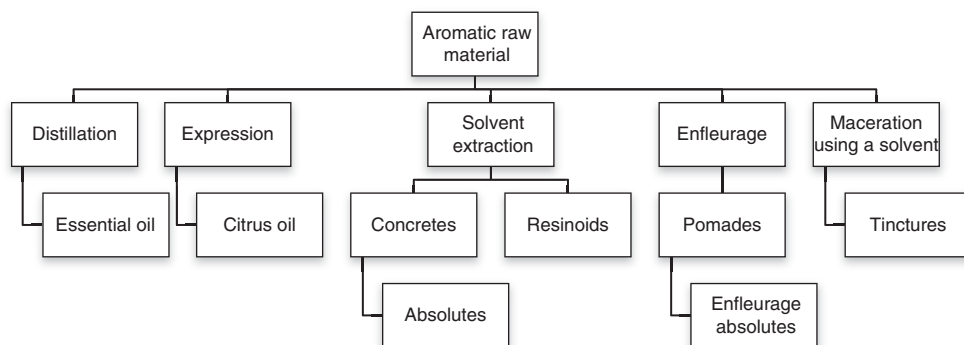 Aromatic raw
material
Distillation
Expression
Solvent
extraction
Enfleurage
Maceration
using a solvent
Essential oil
Citrus oil
Concretes
Resinoids
Pomades
Tinctures
Absolutes
Enfleurage
absolutes